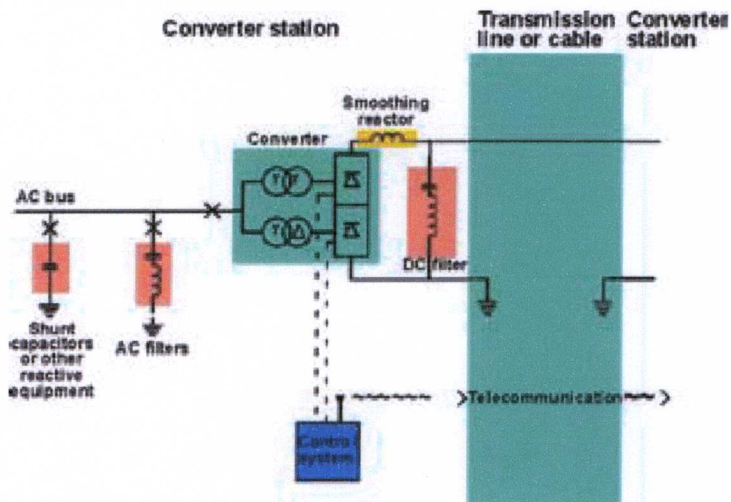 Converter station
Transmission
line or cable
Converter
station
Smoothing
reactor
Converter
AC bus
DC filter
Shunt
capacitors
or other
reactive
equipment
AC filters
Telecommunication
Control
system